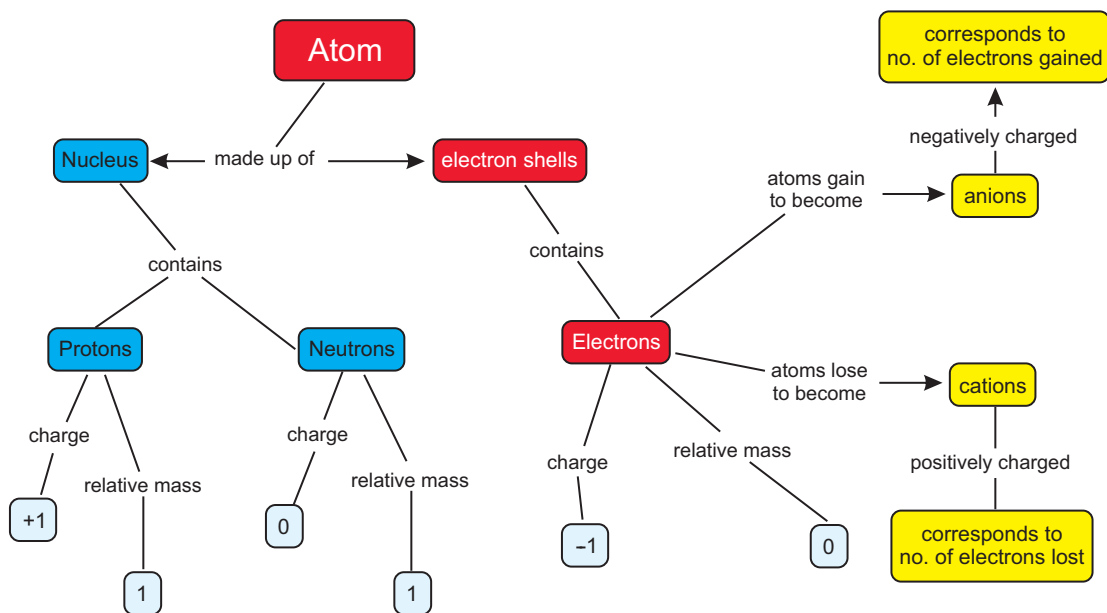 Atom
corresponds to
no. of electrons gained
Nucleus
made up of
electron shells
negatively charged
atoms gain
to become
anions
contains
contains
Protons
Neutrons
Electrons
atoms lose
to become
cations
charge
relative mass
charge
relative mass
charge
relative mass
positively charged
+1
1
0
1
–1
0
corresponds to
no. of electrons lost